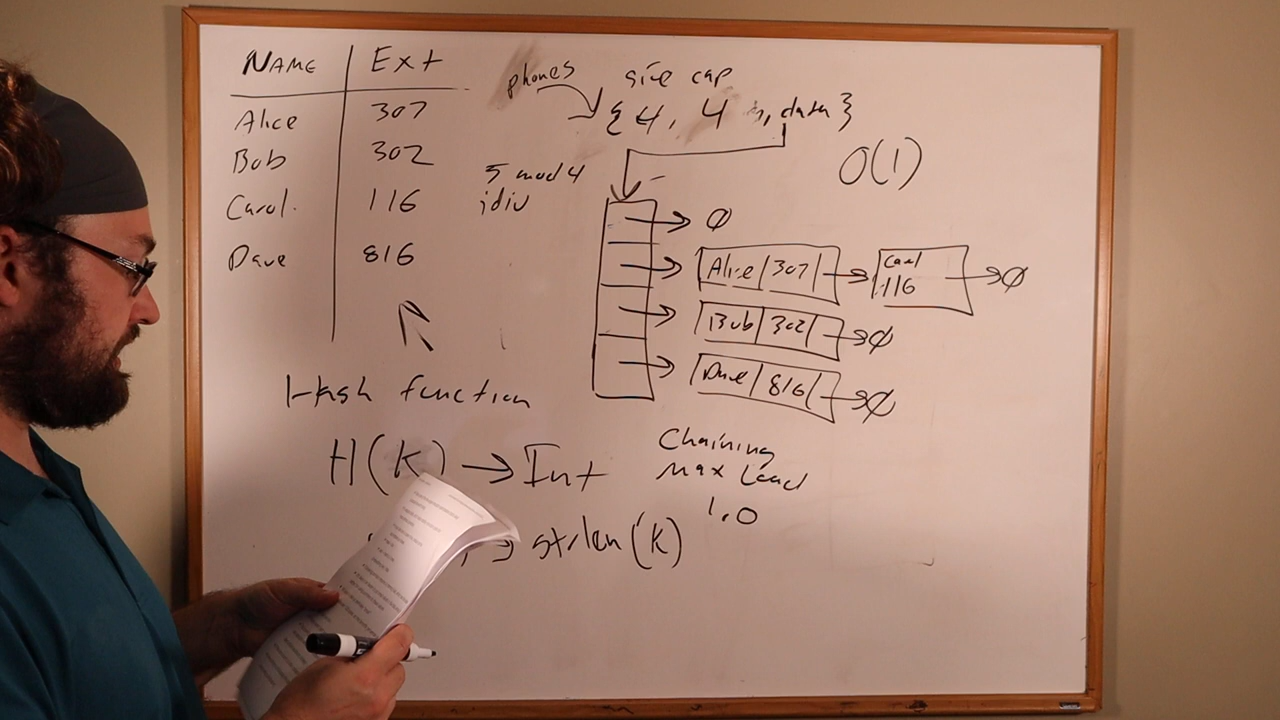 NAME Ext
Alice 307
Bob 302
Carol. 116
Dave 816
phones size cap
{4, 4, data}
O(1)
5 mod 4
idiv
∅
Alice 307 Carol 116 ∅
Bob 302 ∅
Dave 816 ∅
Hash function
H(K) → Int
→ strlen(K)
Chaining
Max Load
1.0